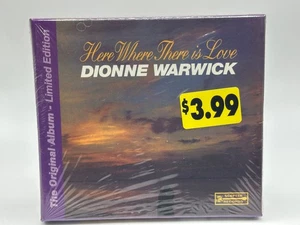 Here Where There is Love
DIONNE WARWICK
$3.99
The Original Album - Limited Edition